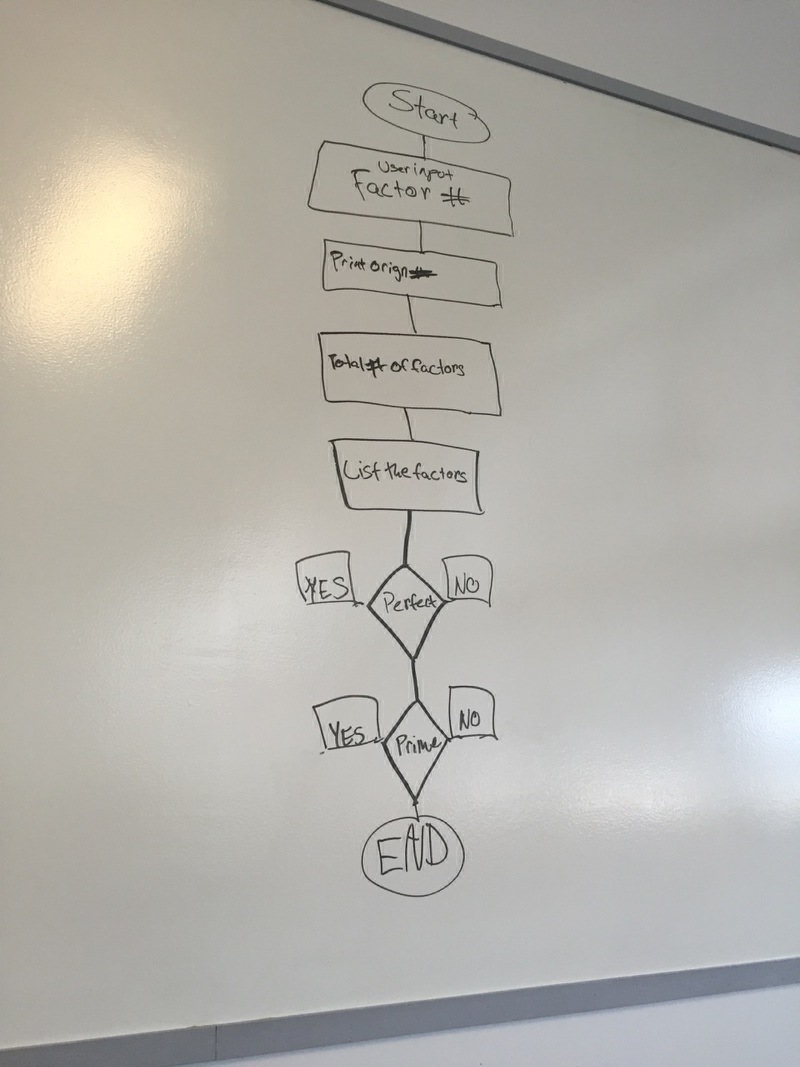 Start
User input
Factor #
Print orign #
Total # of factors
List the factors
YES
Perfect
NO
YES
Prime
NO
END